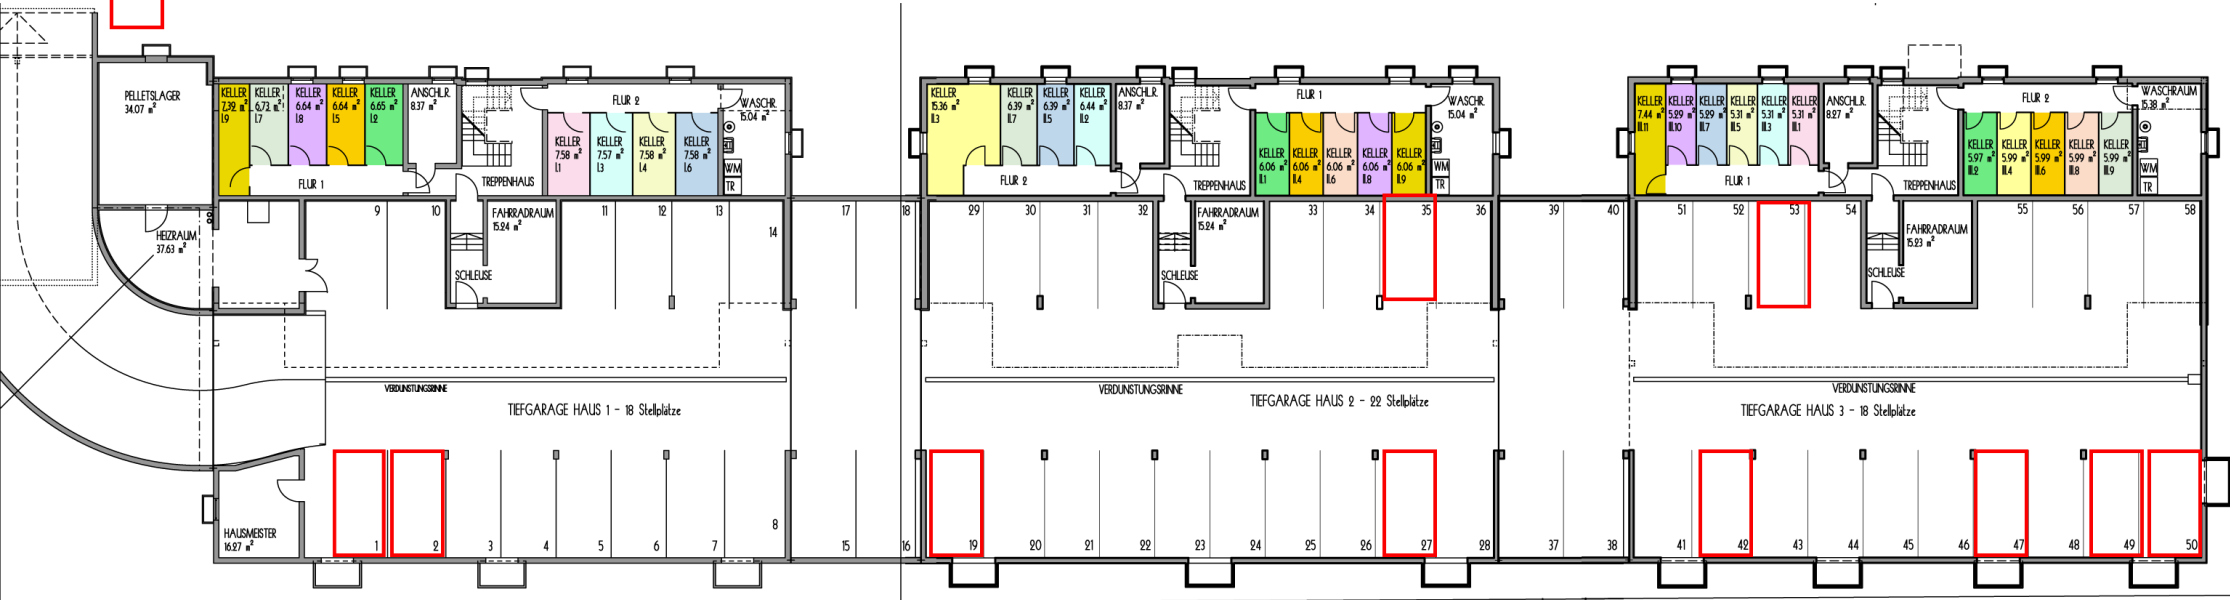 PELLETSLAGER
34.07 m²
KELLER
7.39 m²
I.9
KELLER
6.73 m²
I.7
KELLER
6.64 m²
I.8
KELLER
6.64 m²
I.5
KELLER
6.65 m²
I.2
ANSCHL.R.
8.37 m²
FLUR 2
WASCHR.
15.04 m²
KELLER
7.58 m²
I.1
KELLER
7.57 m²
I.3
KELLER
7.58 m²
I.4
KELLER
7.58 m²
I.6
WM
TR
FLUR 1
TREPPENHAUS
KELLER
15.36 m²
II.3
KELLER
6.39 m²
II.7
KELLER
6.39 m²
II.5
KELLER
6.44 m²
II.2
ANSCHL.R.
8.37 m²
FLUR 1
WASCHR.
15.04 m²
KELLER
6.06 m²
II.1
KELLER
6.06 m²
II.4
KELLER
6.06 m²
II.6
KELLER
6.06 m²
II.8
KELLER
6.06 m²
II.9
WM
TR
FLUR 2
TREPPENHAUS
KELLER
7.44 m²
III.11
KELLER
5.29 m²
III.10
KELLER
5.29 m²
III.7
KELLER
5.31 m²
III.5
KELLER
5.31 m²
III.3
KELLER
5.31 m²
III.1
ANSCHL.R.
8.27 m²
FLUR 2
WASCHRAUM
15.38 m²
KELLER
5.97 m²
III.2
KELLER
5.99 m²
III.4
KELLER
5.99 m²
III.6
KELLER
5.99 m²
III.8
KELLER
5.99 m²
III.9
WM
TR
FLUR 1
TREPPENHAUS
HEIZRAUM
37.63 m²
9
10
FAHRRADRAUM
15.24 m²
SCHLEUSE
11
12
13
14
17
18
29
30
31
32
FAHRRADRAUM
15.24 m²
SCHLEUSE
33
34
35
36
39
40
51
52
53
54
FAHRRADRAUM
15.23 m²
SCHLEUSE
55
56
57
58
VERDUNSTUNGSRINNE
TIEFGARAGE HAUS 1 - 18 Stellplätze
VERDUNSTUNGSRINNE
TIEFGARAGE HAUS 2 - 22 Stellplätze
VERDUNSTUNGSRINNE
TIEFGARAGE HAUS 3 - 18 Stellplätze
HAUSMEISTER
16.27 m²
1
2
3
4
5
6
7
8
15
16
19
20
21
22
23
24
25
26
27
28
37
38
41
42
43
44
45
46
47
48
49
50